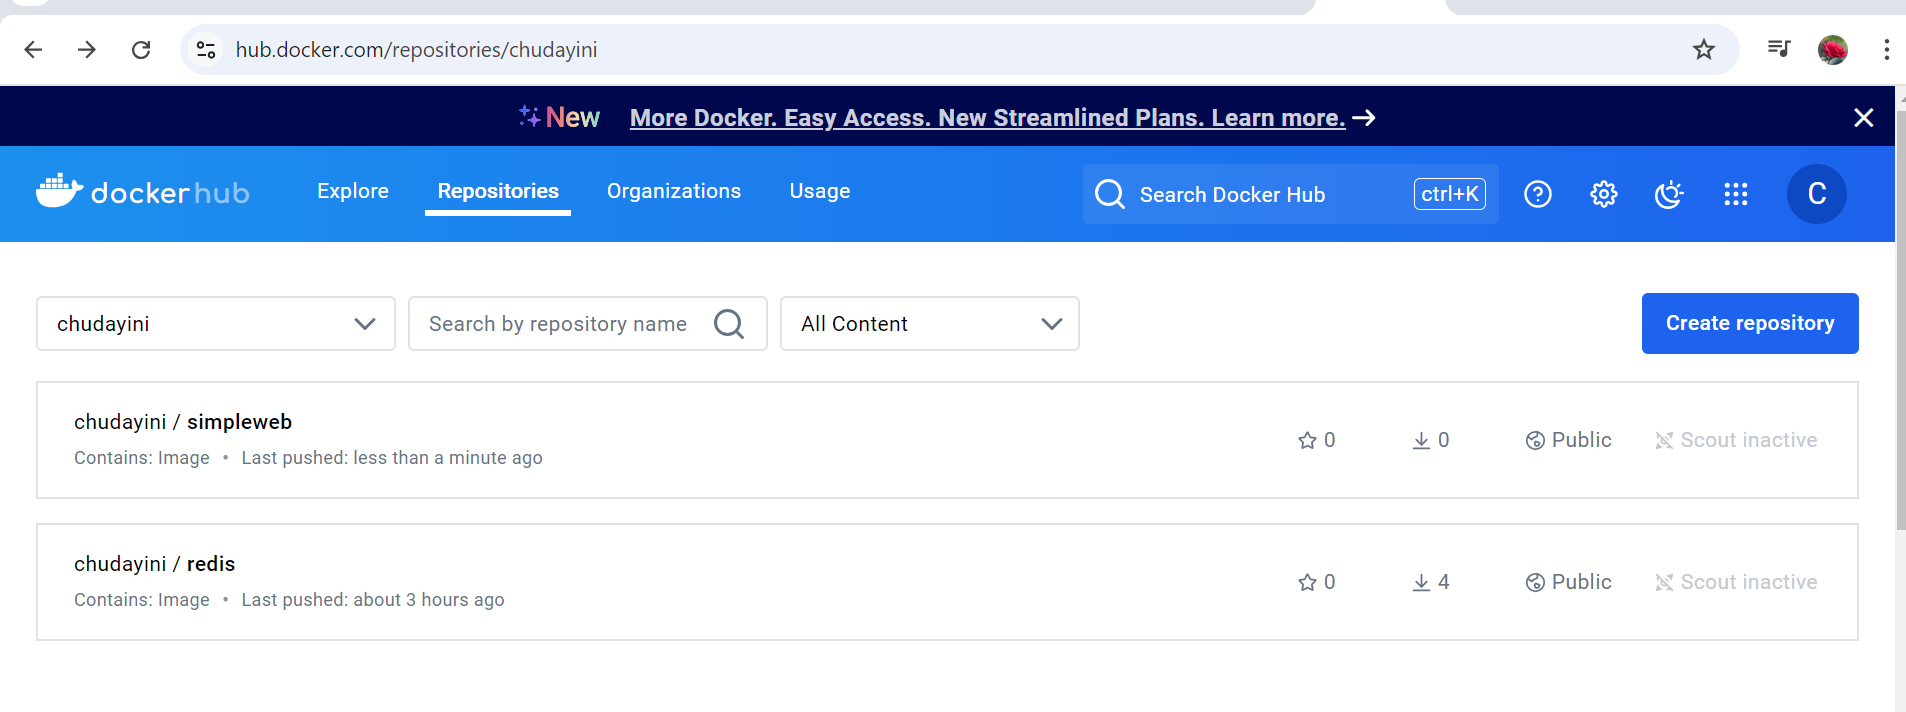 hub.docker.com/repositories/chudayini
New More Docker. Easy Access. New Streamlined Plans. Learn more. →
docker hub Explore Repositories Organizations Usage Search Docker Hub ctrl+K ? C
chudayini Search by repository name All Content Create repository
chudayini / simpleweb
Contains: Image • Last pushed: less than a minute ago
0 0 Public Scout inactive
chudayini / redis
Contains: Image • Last pushed: about 3 hours ago
0 4 Public Scout inactive